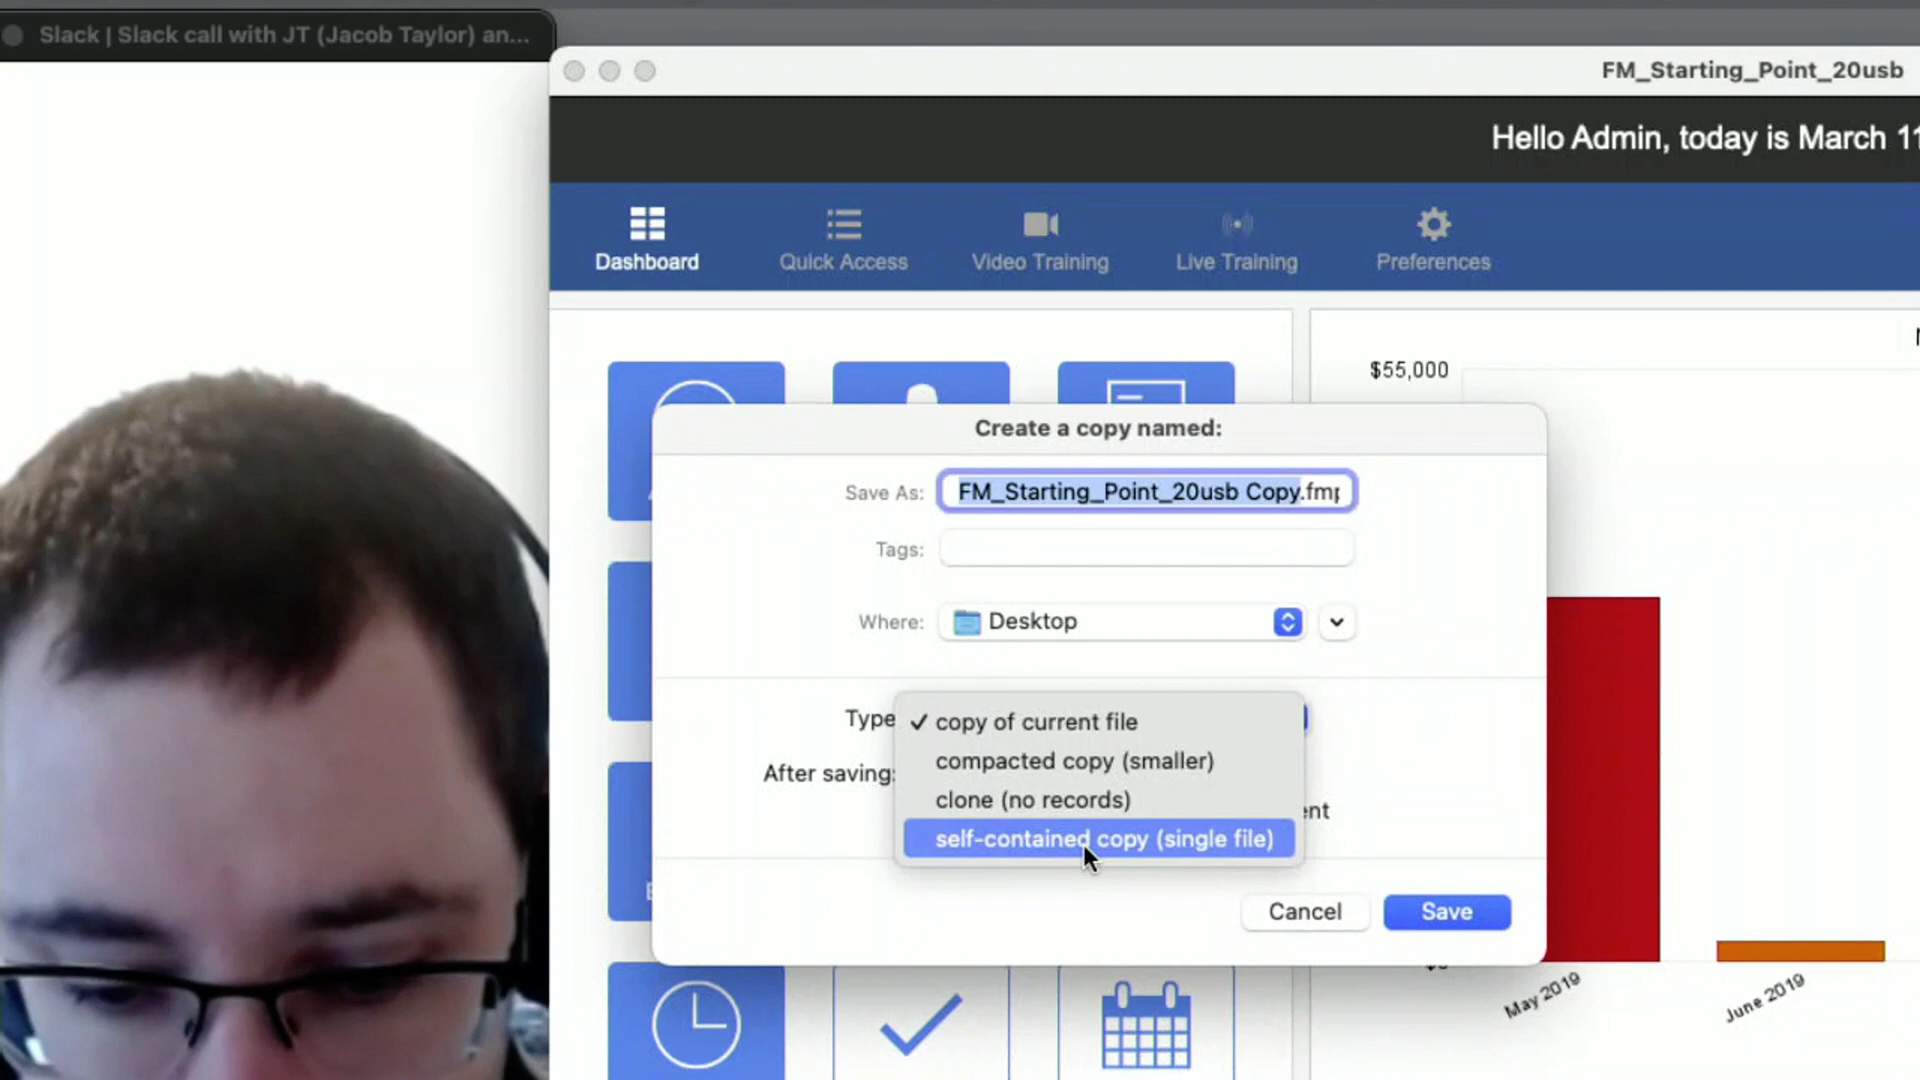 Slack | Slack call with JT (Jacob Taylor) an...
FM_Starting_Point_20usb
Hello Admin, today is March 11
Dashboard
Quick Access
Video Training
Live Training
Preferences
$55,000
Create a copy named:
Save As:
FM_Starting_Point_20usb Copy.fmp
Tags:
Where:
Desktop
Type
✓ copy of current file
compacted copy (smaller)
clone (no records)
self-contained copy (single file)
After saving:
Cancel
Save
May 2019
June 2019